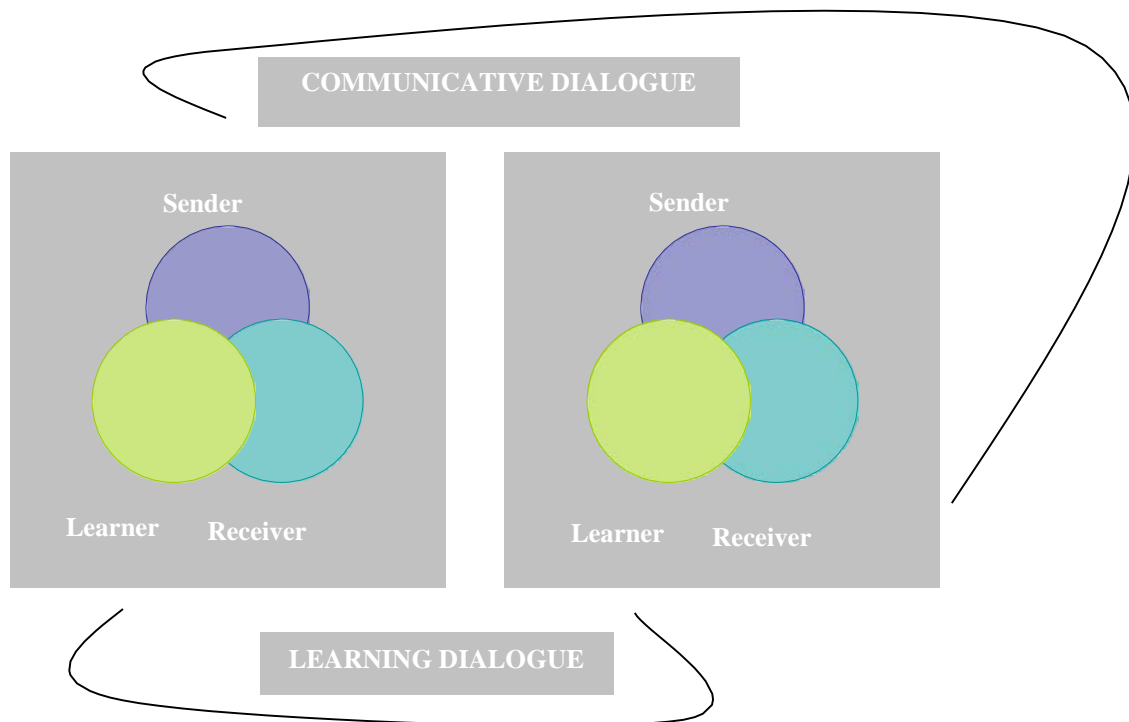 COMMUNICATIVE DIALOGUE
Sender
Learner
Receiver
Sender
Learner
Receiver
LEARNING DIALOGUE